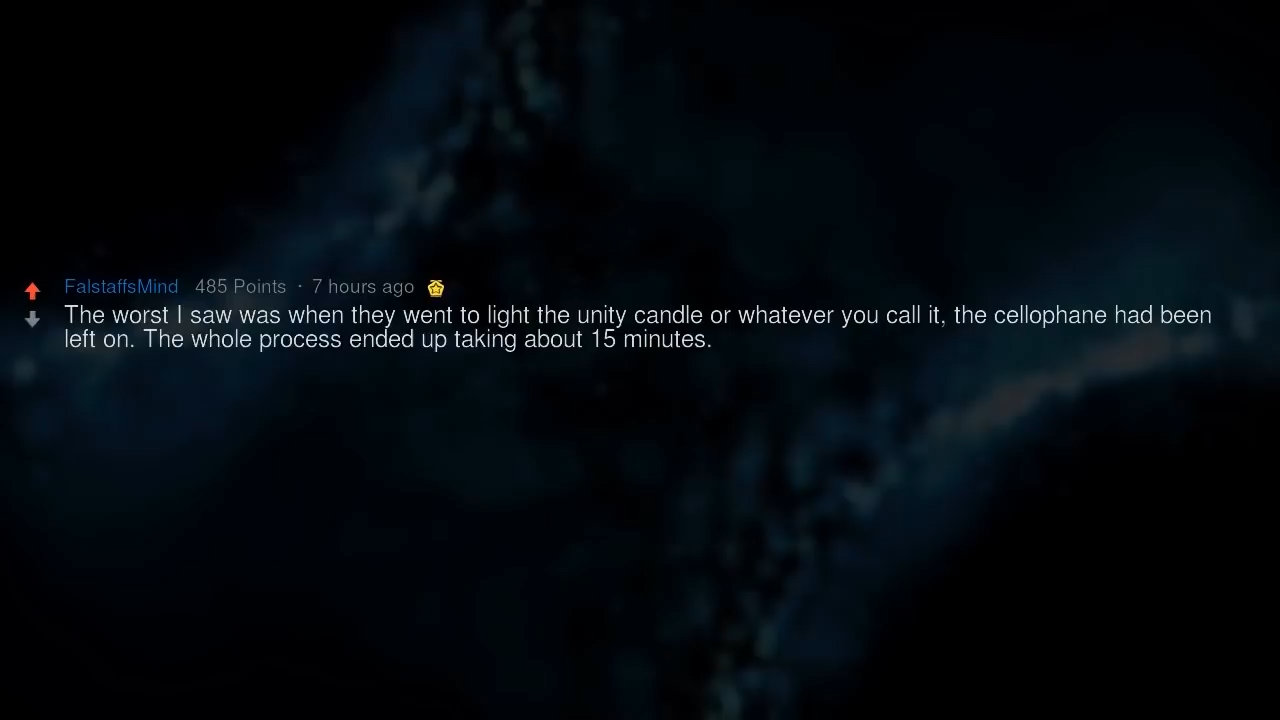 FalstaffsMind 485 Points · 7 hours ago
The worst I saw was when they went to light the unity candle or whatever you call it, the cellophane had been
left on. The whole process ended up taking about 15 minutes.